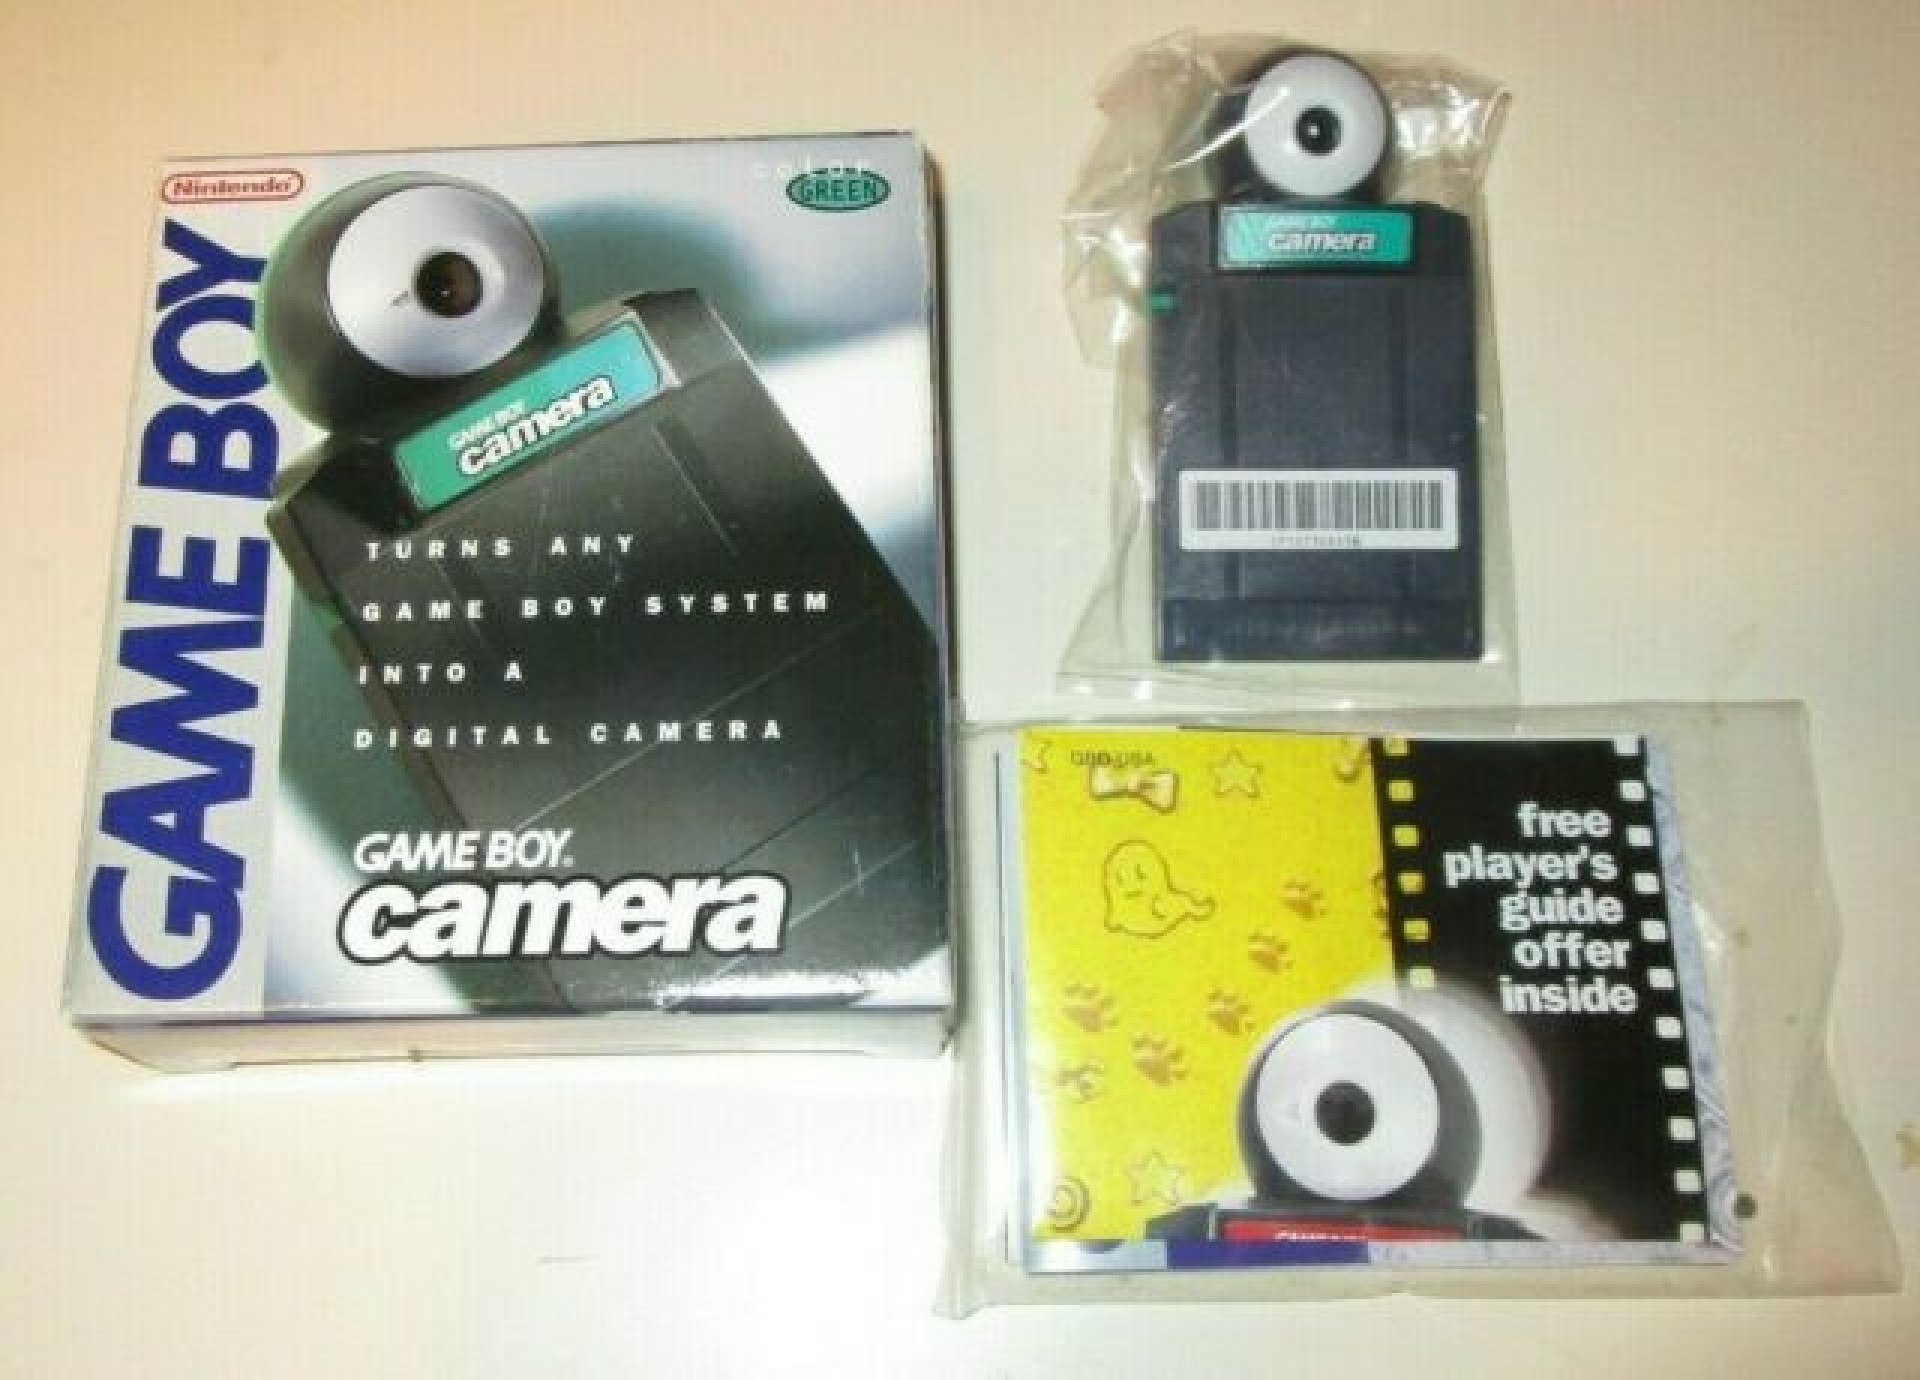 Nintendo
color
GREEN
GAME BOY
GAME BOY
camera
TURNS ANY
GAME BOY SYSTEM
INTO A
DIGITAL CAMERA
GAME BOY
camera
GAME BOY
camera
free
player's
guide
offer
inside